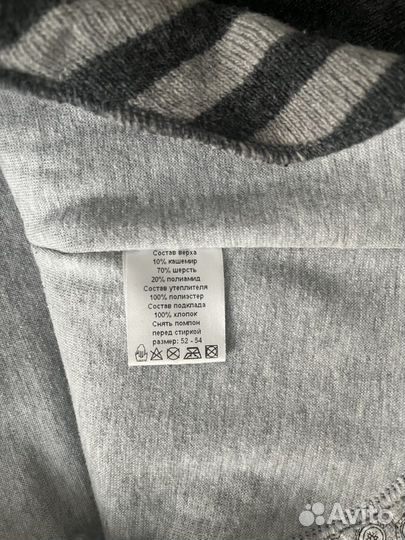 Состав верха
10% кашемир
70% шерсть
20% полиамид
Состав утеплителя
100% полиэстер
Состав подклада
100% хлопок
Снять помпон
перед стиркой
размер: 52 - 54
Avito